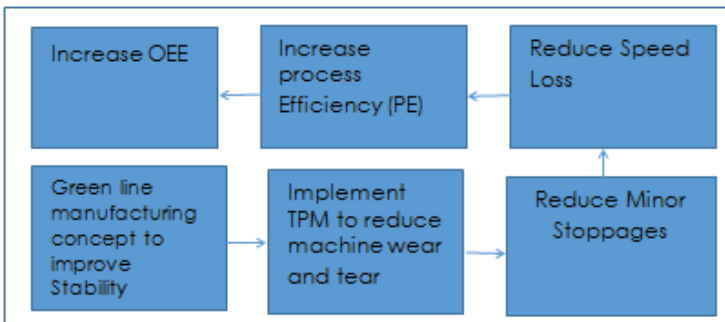 Increase OEE
Increase
process
Efficiency (PE)
Reduce Speed
Loss
Green line
manufacturing
concept to
improve
Stability
Implement
TPM to reduce
machine wear
and tear
Reduce Minor
Stoppages